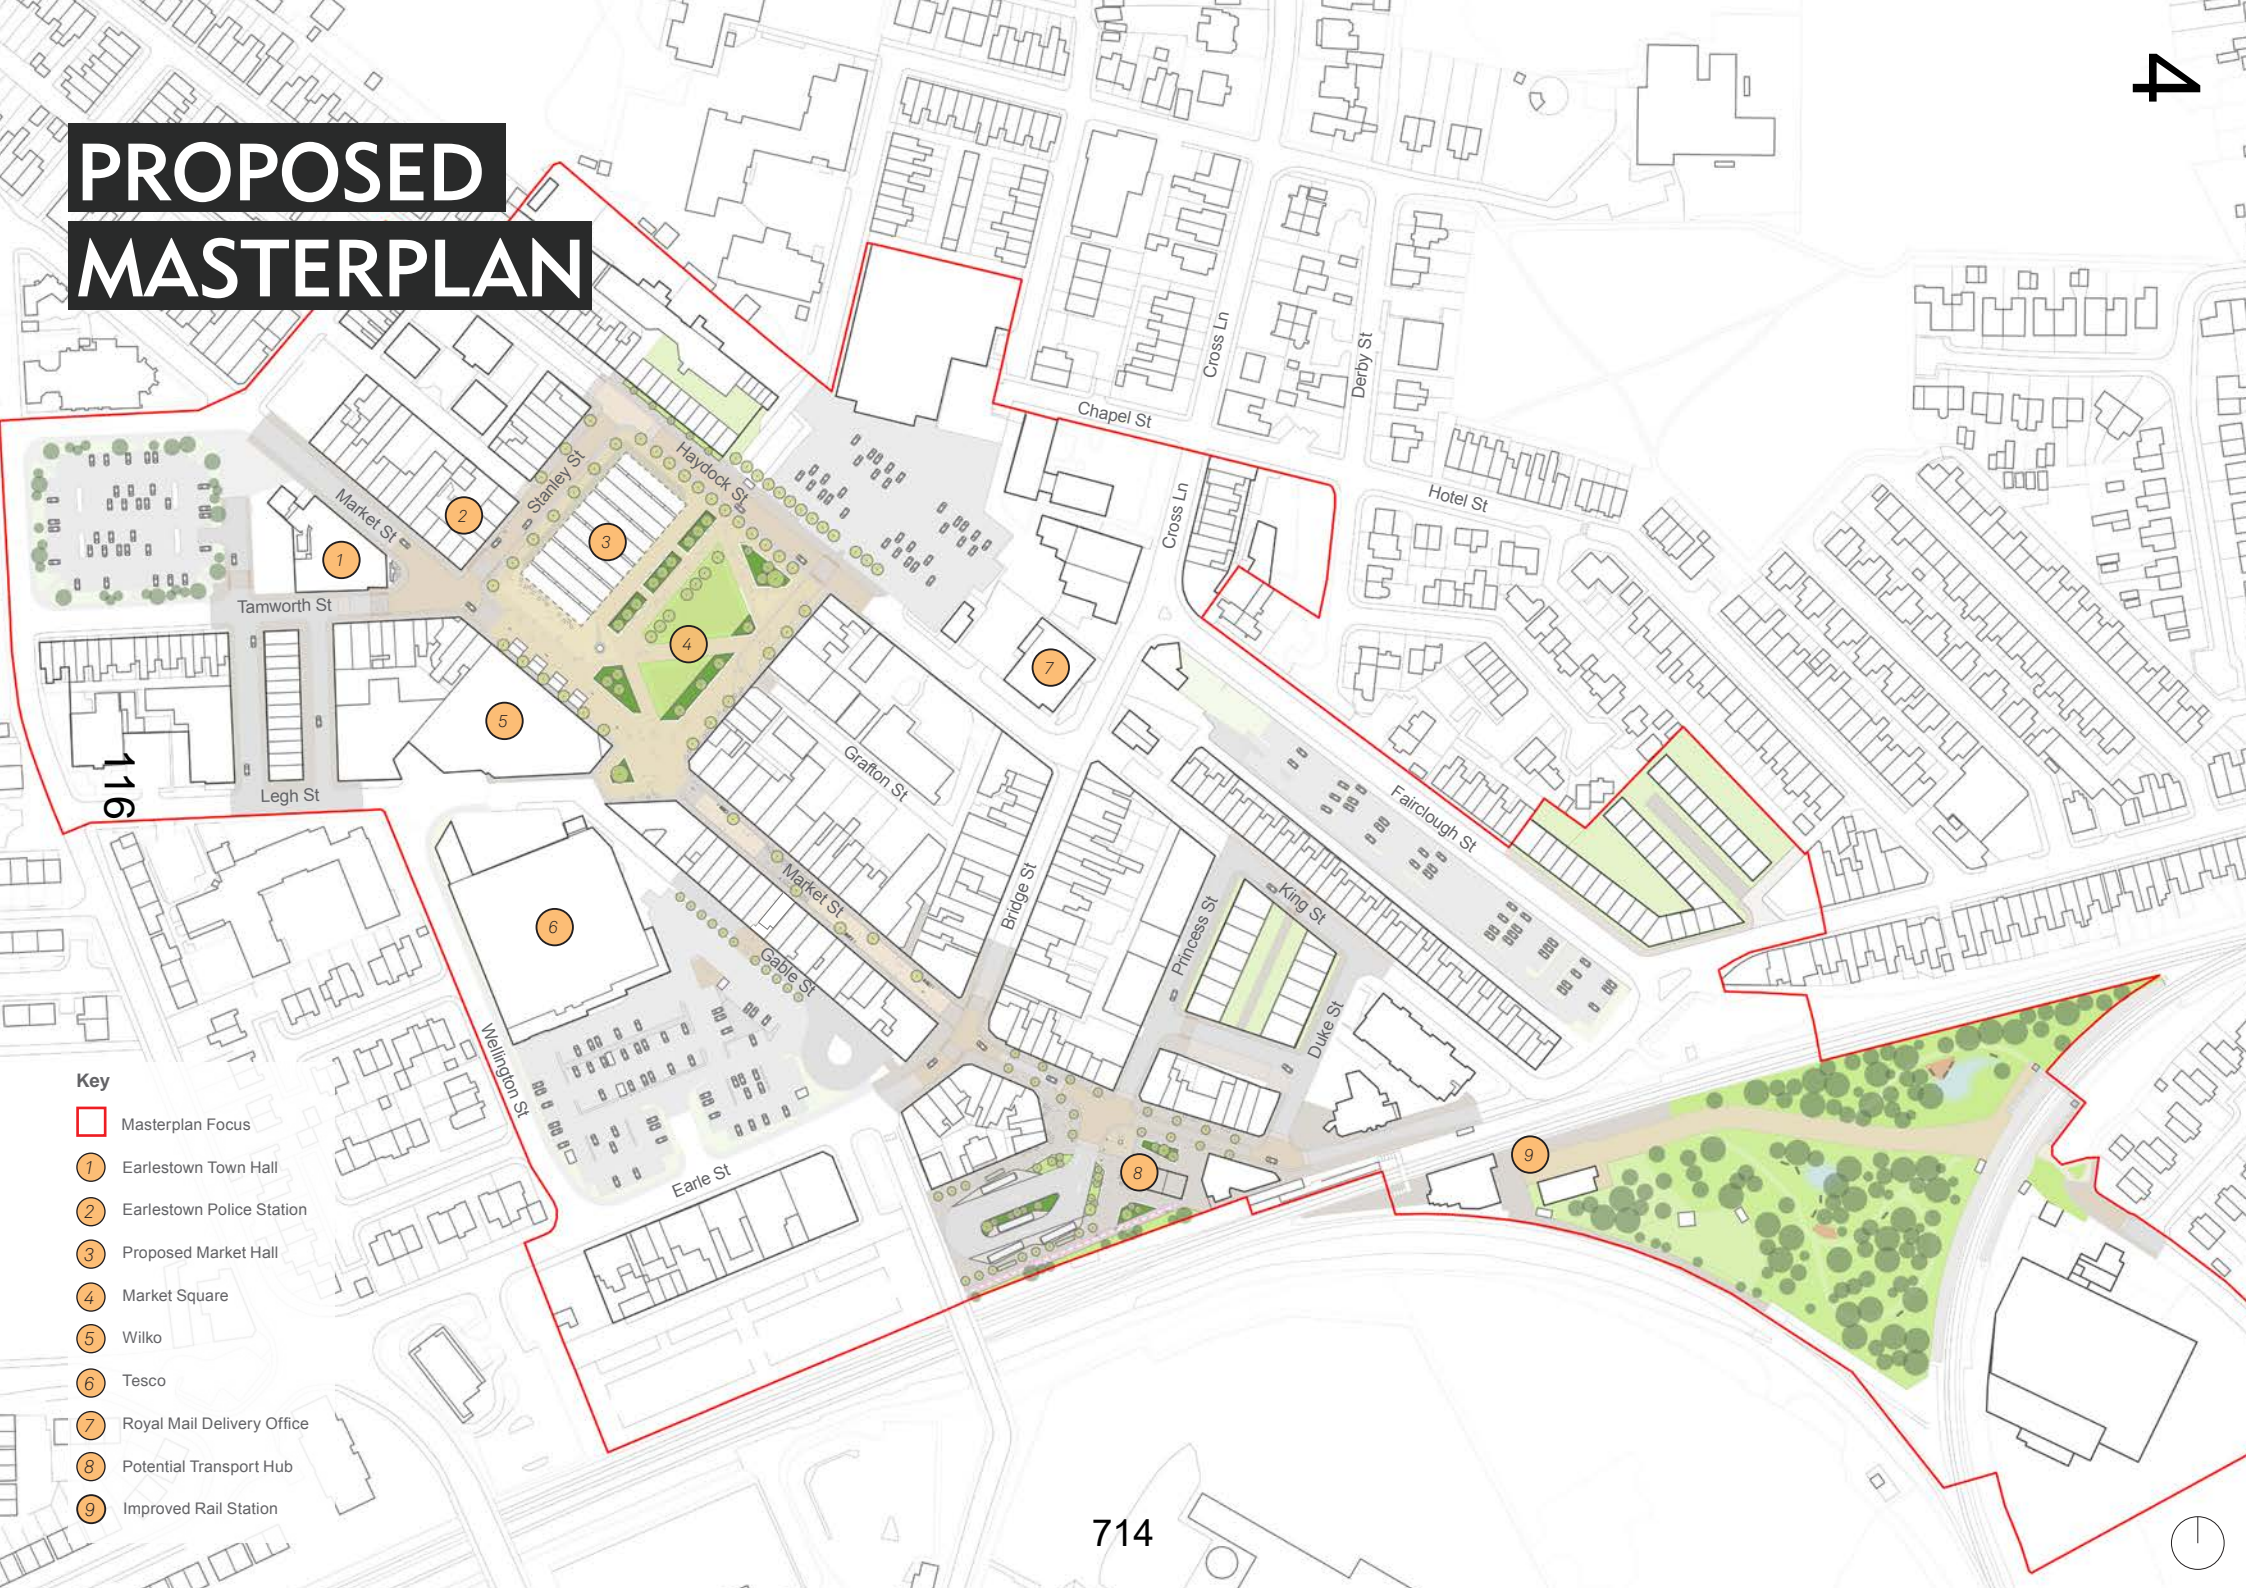 PROPOSED
MASTERPLAN
4
Cross Ln
Derby St
Chapel St
Haydock St
Stanley St
Market St
Hotel St
Cross Ln
2
3
1
Tamworth St
4
7
5
Grafton St
116
Legh St
Fairclough St
Market St
Bridge St
King St
Princess St
6
Gable St
Duke St
Wellington St
9
8
Earle St
Key
Masterplan Focus
1 Earlestown Town Hall
2 Earlestown Police Station
3 Proposed Market Hall
4 Market Square
5 Wilko
6 Tesco
7 Royal Mail Delivery Office
8 Potential Transport Hub
9 Improved Rail Station
714